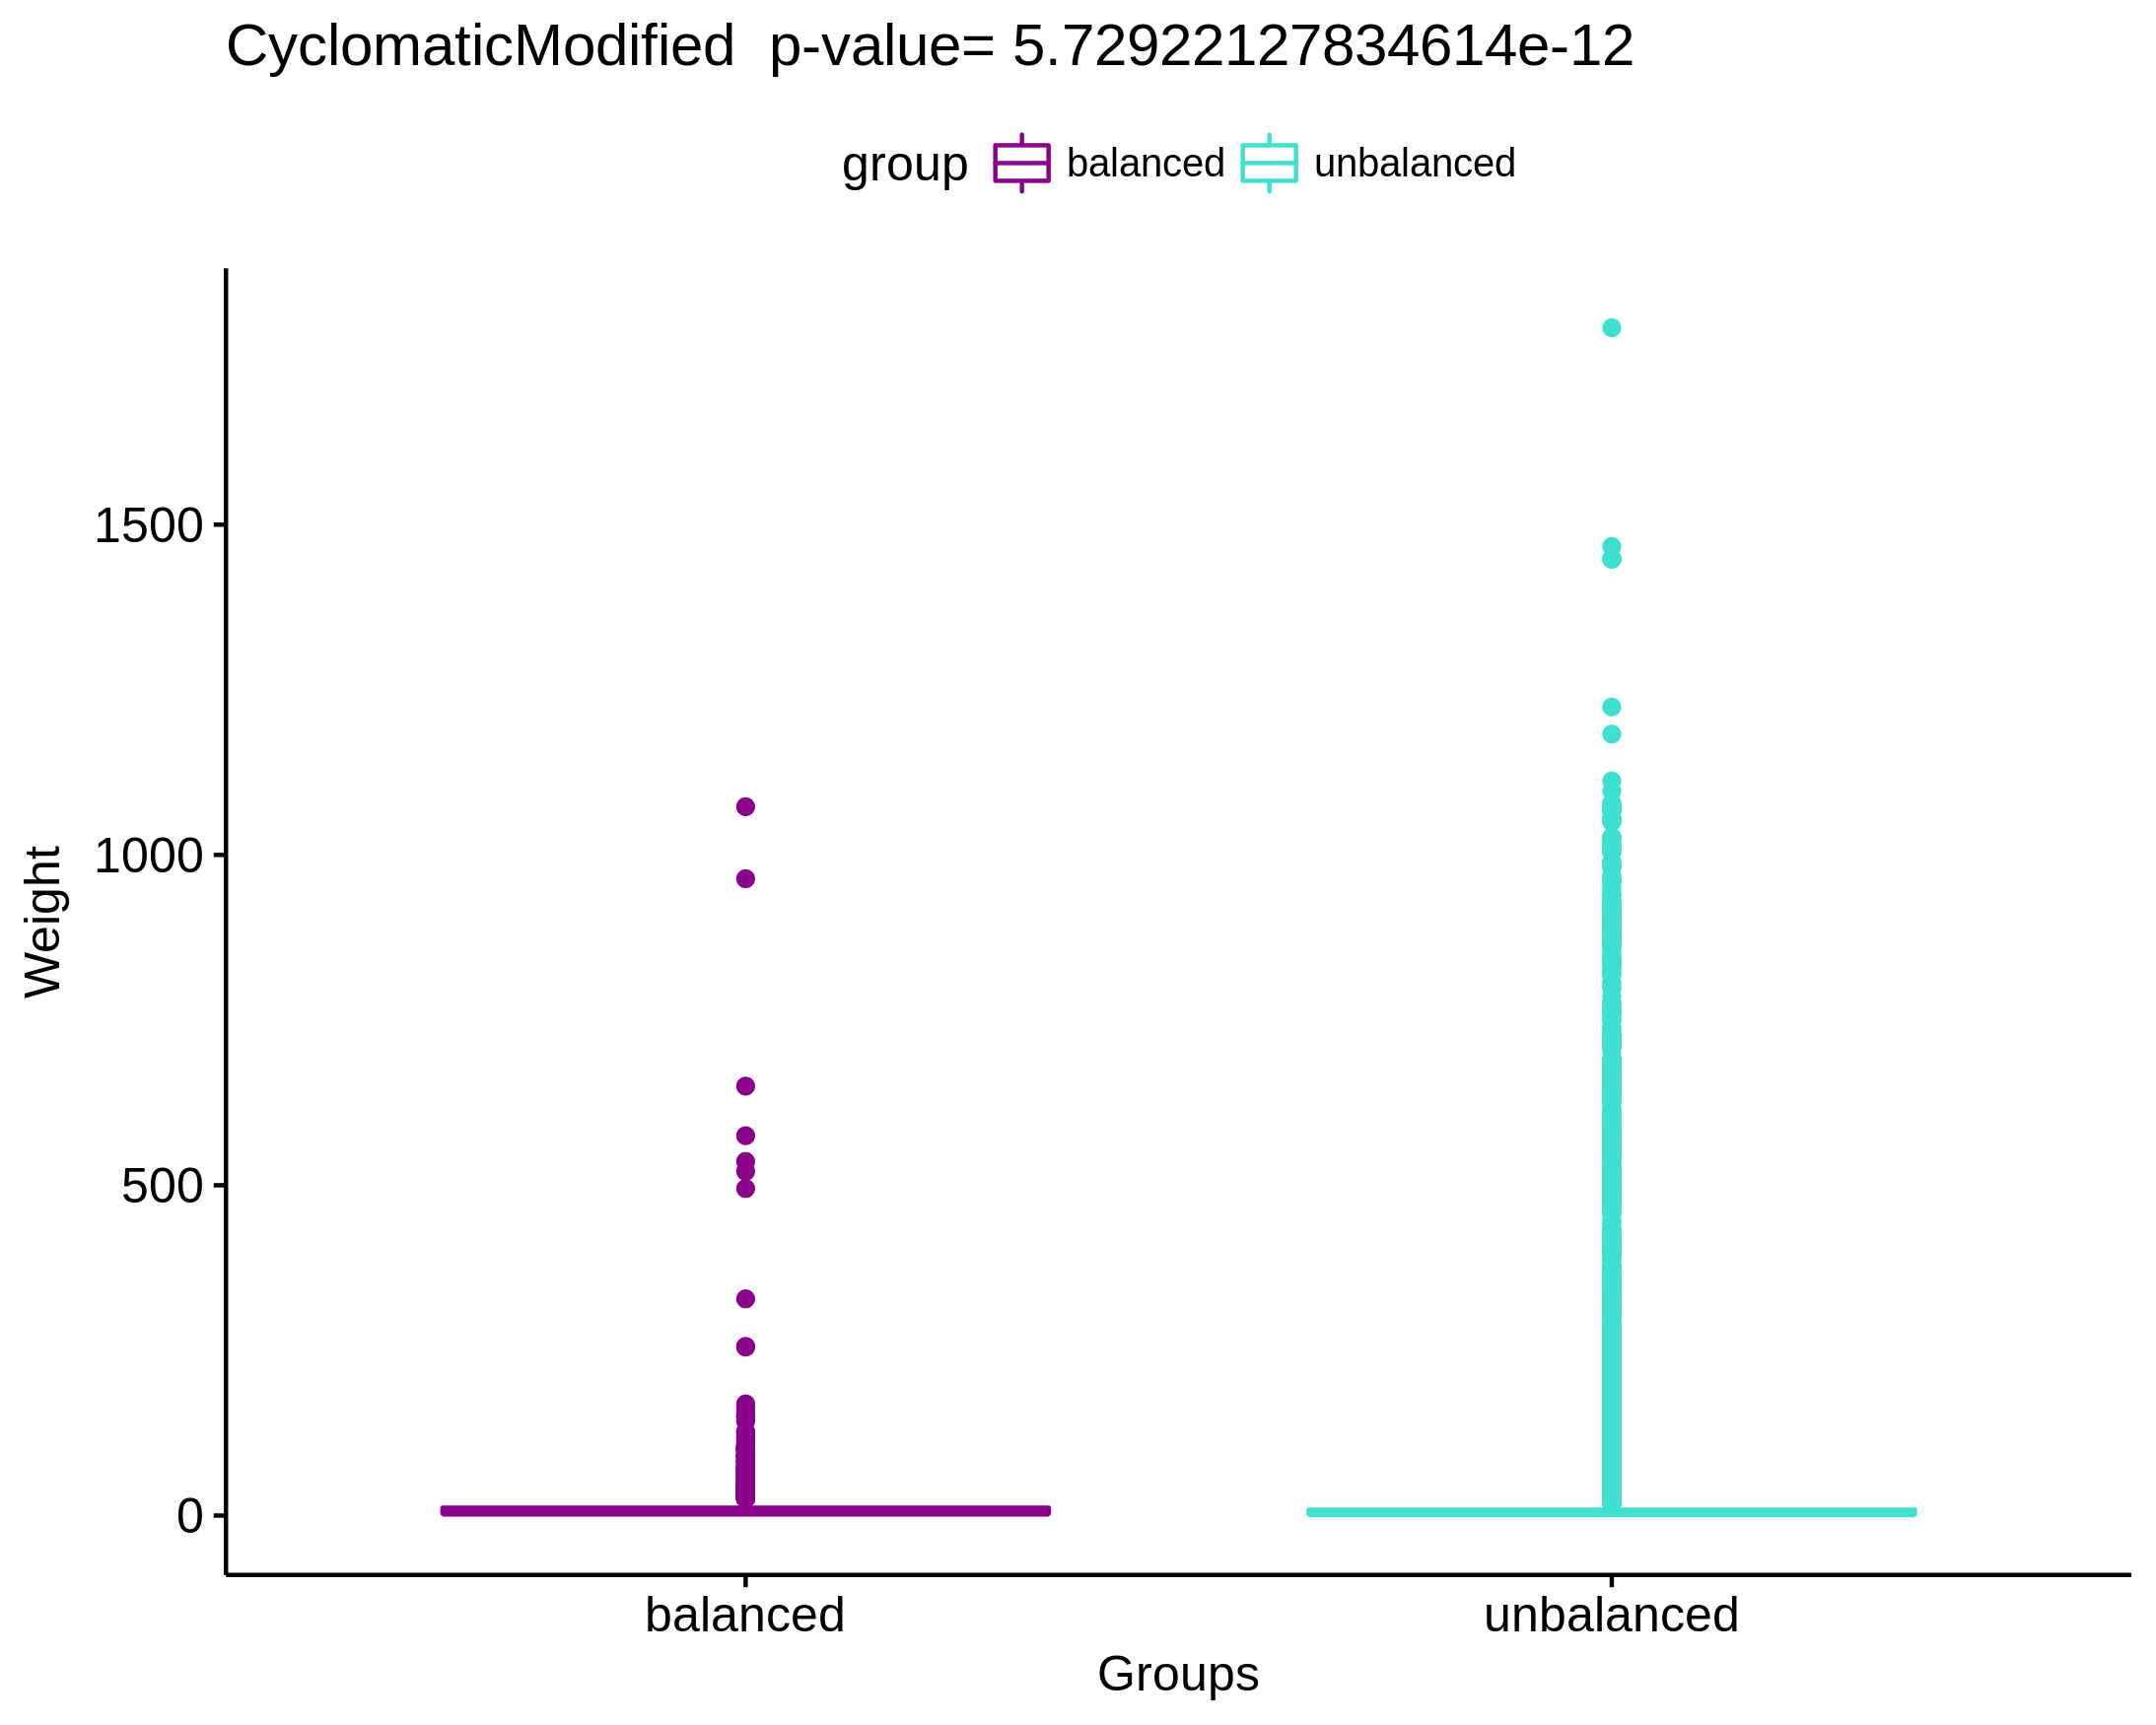 CyclomaticModified  p-value= 5.72922127834614e-12
group balanced unbalanced
1500
1000
500
0
Weight
balanced unbalanced
Groups